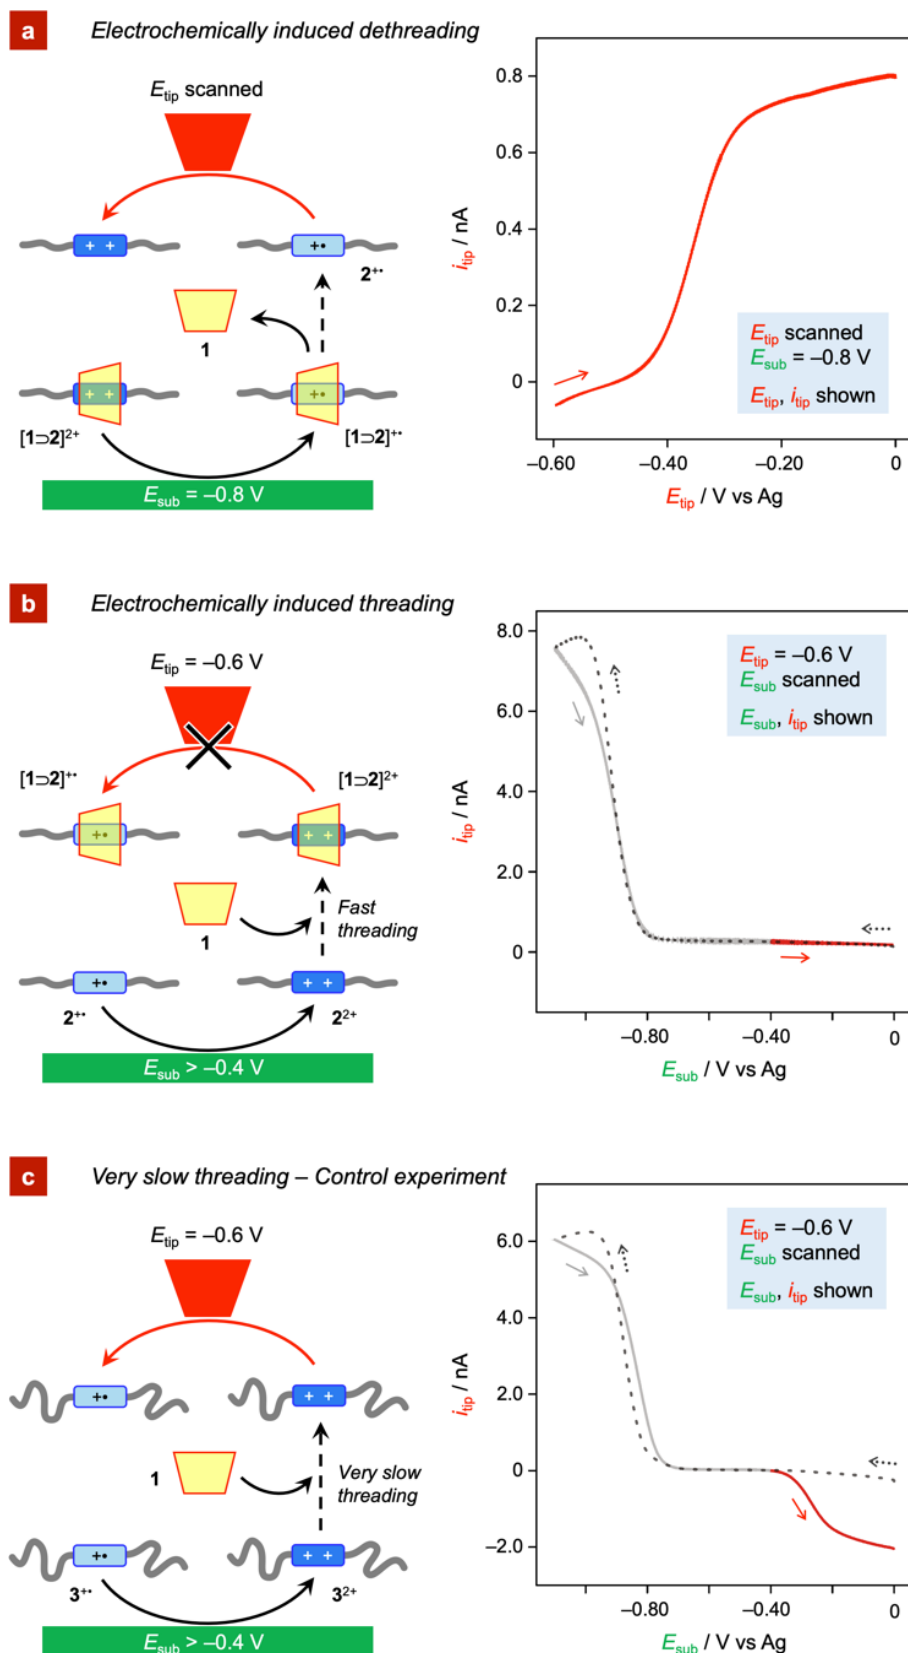 a
Electrochemically induced dethreading
E_tip scanned
+ +
+•
2^+•
1
+ +
+•
[1⊃2]^2+
[1⊃2]^+•
E_sub = –0.8 V
i_tip / nA
0.8
0.6
0.4
0.2
0
–0.60
–0.40
–0.20
0
E_tip / V vs Ag
E_tip scanned
E_sub = –0.8 V
E_tip, i_tip shown
b
Electrochemically induced threading
E_tip = –0.6 V
[1⊃2]^+•
[1⊃2]^2+
+•
+ +
1
Fast
threading
+•
+ +
2^+•
2^2+
E_sub > –0.4 V
i_tip / nA
8.0
6.0
4.0
2.0
0
–0.80
–0.40
0
E_sub / V vs Ag
E_tip = –0.6 V
E_sub scanned
E_sub, i_tip shown
c
Very slow threading – Control experiment
E_tip = –0.6 V
+•
+ +
1
Very slow
threading
+•
+ +
3^+•
3^2+
E_sub > –0.4 V
i_tip / nA
6.0
4.0
2.0
0
–2.0
–0.80
–0.40
0
E_sub / V vs Ag
E_tip = –0.6 V
E_sub scanned
E_sub, i_tip shown